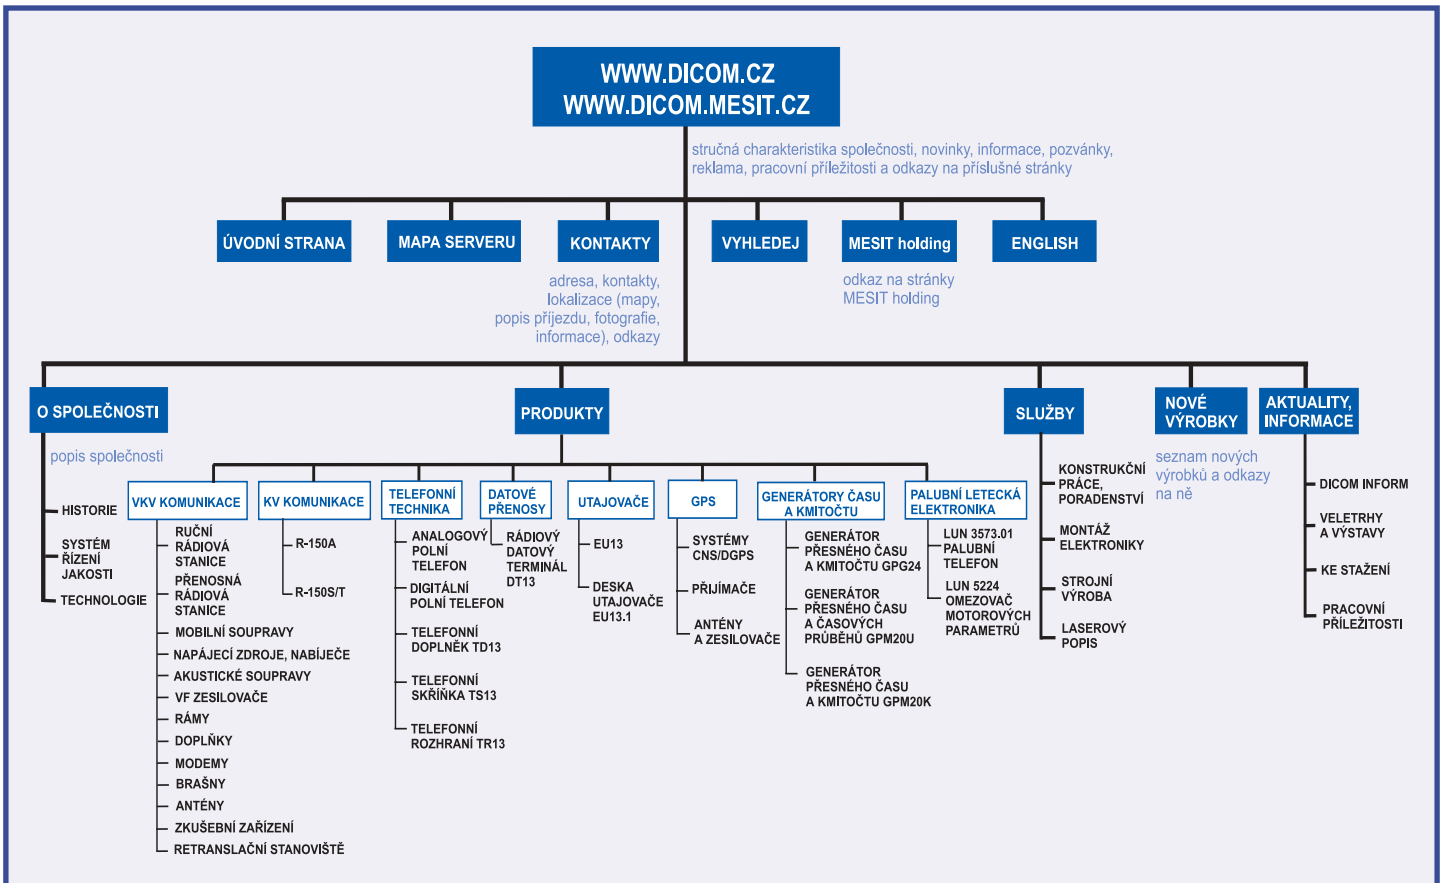 WWW.DICOM.CZ
WWW.DICOM.MESIT.CZ
stručná charakteristika společnosti, novinky, informace, pozvánky,
reklama, pracovní příležitosti a odkazy na příslušné stránky
ÚVODNÍ STRANA
MAPA SERVERU
KONTAKTY
VYHLEDEJ
MESIT holding
ENGLISH
adresa, kontakty,
lokalizace (mapy,
popis příjezdu, fotografie,
informace), odkazy
odkaz na stránky
MESIT holding
O SPOLEČNOSTI
popis společnosti
HISTORIE
SYSTÉM
ŘÍZENÍ
JAKOSTI
TECHNOLOGIE
PRODUKTY
VKV KOMUNIKACE
RUČNÍ
RÁDIOVÁ
STANICE
PŘENOSNÁ
RÁDIOVÁ
STANICE
MOBILNÍ SOUPRAVY
NAPÁJECÍ ZDROJE, NABÍJEČE
AKUSTICKÉ SOUPRAVY
VF ZESILOVAČE
RÁMY
DOPLŇKY
MODEMY
BRAŠNY
ANTÉNY
ZKUŠEBNÍ ZAŘÍZENÍ
RETRANSLAČNÍ STANOVIŠTĚ
KV KOMUNIKACE
R-150A
R-150S/T
TELEFONNÍ
TECHNIKA
ANALOGOVÝ
POLNÍ
TELEFON
DIGITÁLNÍ
POLNÍ TELEFON
TELEFONNÍ
DOPLNĚK TD13
TELEFONNÍ
SKŘÍŇKA TS13
TELEFONNÍ
ROZHRANÍ TR13
DATOVÉ
PŘENOSY
RÁDIOVÝ
DATOVÝ
TERMINÁL
DT13
UTAJOVAČE
EU13
DESKA
UTAJOVAČE
EU13.1
GPS
SYSTÉMY
CNS/DGPS
PŘIJÍMAČE
ANTÉNY
A ZESILOVAČE
GENERÁTORY ČASU
A KMITOČTU
GENERÁTOR
PŘESNÉHO ČASU
A KMITOČTU GPG24
GENERÁTOR
PŘESNÉHO ČASU
A ČASOVÝCH
PRŮBĚHŮ GPM20U
GENERÁTOR
PŘESNÉHO ČASU
A KMITOČTU GPM20K
PALUBNÍ LETECKÁ
ELEKTRONIKA
LUN 3573.01
PALUBNÍ
TELEFON
LUN 5224
OMEZOVAČ
MOTOROVÝCH
PARAMETRŮ
SLUŽBY
KONSTRUKČNÍ
PRÁCE,
PORADENSTVÍ
MONTÁŽ
ELEKTRONIKY
STROJNÍ
VÝROBA
LASEROVÝ
POPIS
NOVÉ
VÝROBKY
seznam nových
výrobků a odkazy
na ně
AKTUALITY,
INFORMACE
DICOM INFORM
VELETRHY
A VÝSTAVY
KE STAŽENÍ
PRACOVNÍ
PŘÍLEŽITOSTI